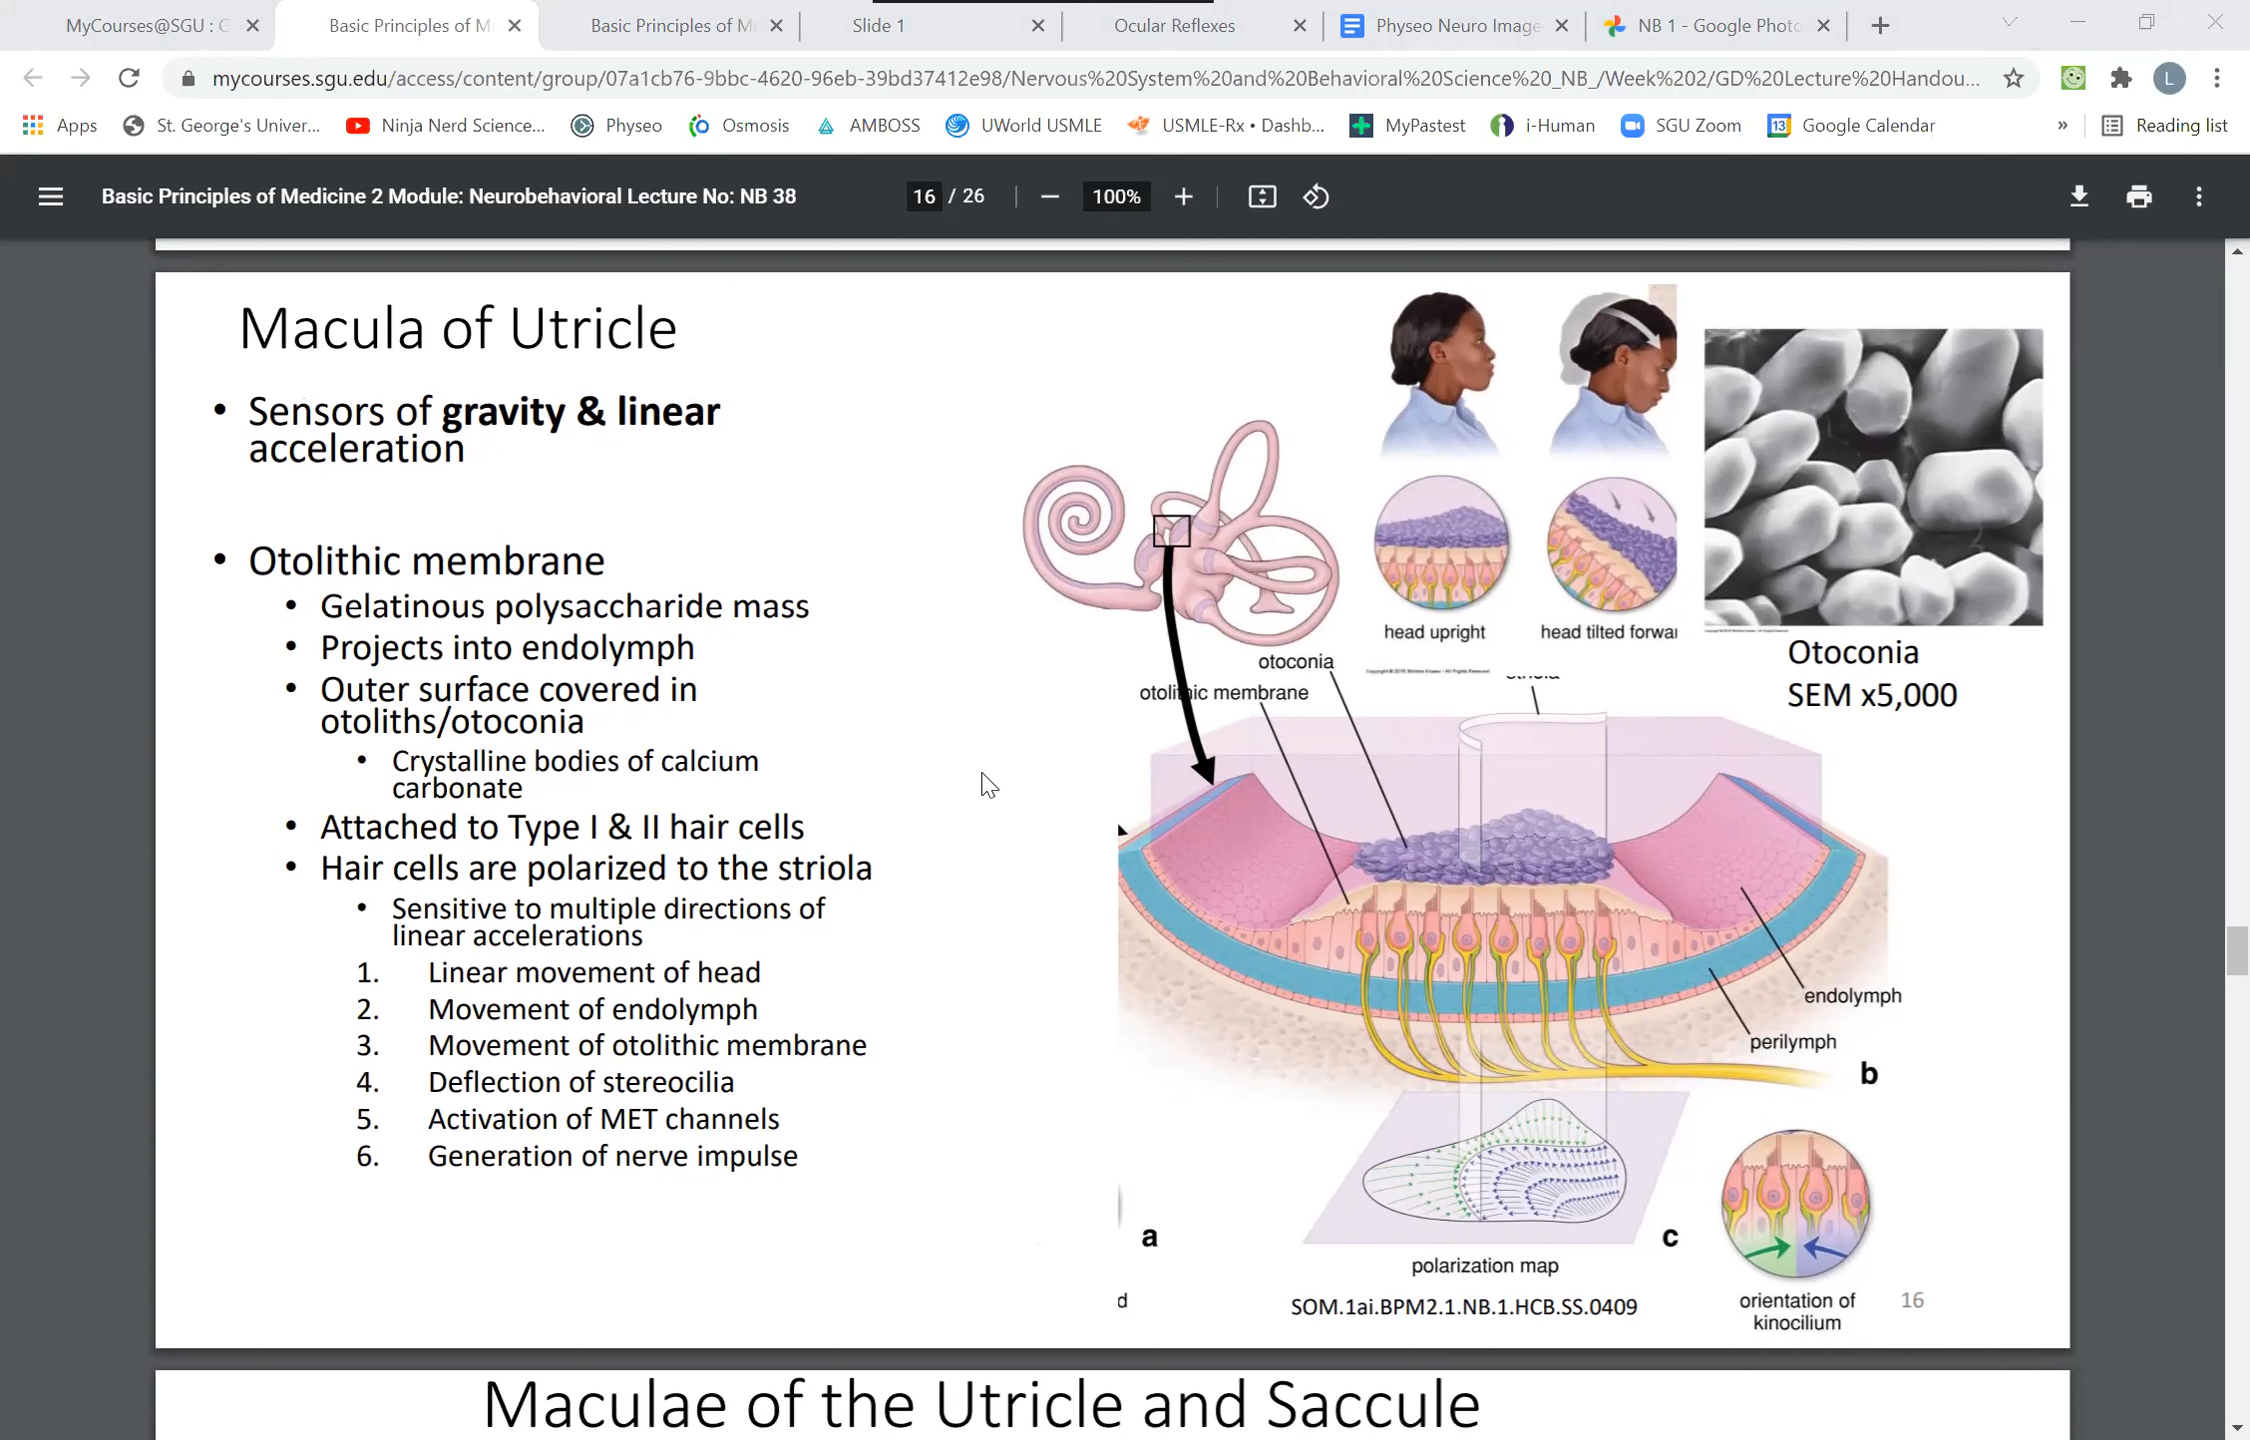 MyCourses@SGU : G
Basic Principles of M
Basic Principles of M
Slide 1
Ocular Reflexes
Physeo Neuro Image
NB 1 - Google Photo
mycourses.sgu.edu/access/content/group/07a1cb76-9bbc-4620-96eb-39bd37412e98/Nervous%20System%20and%20Behavioral%20Science%20_NB_/Week%202/GD%20Lecture%20Handou...
L
Apps
St. George's Univer...
Ninja Nerd Science...
Physeo
Osmosis
AMBOSS
UWorld USMLE
USMLE-Rx • Dashb...
MyPastest
i-Human
SGU Zoom
13
Google Calendar
»
Reading list
Basic Principles of Medicine 2 Module: Neurobehavioral Lecture No: NB 38
16 / 26
100%
Macula of Utricle
• Sensors of gravity & linear
acceleration
• Otolithic membrane
• Gelatinous polysaccharide mass
• Projects into endolymph
• Outer surface covered in
otoliths/otoconia
• Crystalline bodies of calcium
carbonate
• Attached to Type I & II hair cells
• Hair cells are polarized to the striola
• Sensitive to multiple directions of
linear accelerations
1. Linear movement of head
2. Movement of endolymph
3. Movement of otolithic membrane
4. Deflection of stereocilia
5. Activation of MET channels
6. Generation of nerve impulse
head upright
head tilted forwa
Otoconia
SEM x5,000
otoconia
otolithic membrane
striola
endolymph
perilymph
b
a
c
polarization map
d
SOM.1ai.BPM2.1.NB.1.HCB.SS.0409
orientation of
kinocilium
16
Maculae of the Utricle and Saccule